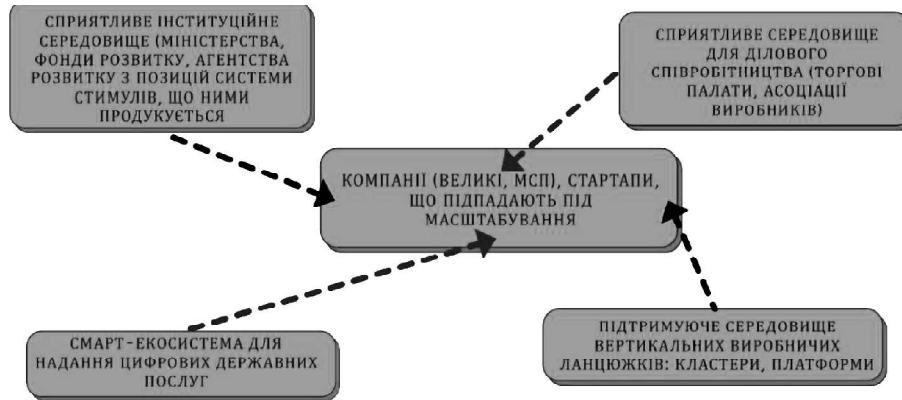 СПРИЯТЛИВЕ ІНСТИТУЦІЙНЕ
СЕРЕДОВИЩЕ (МІНІСТЕРСТВА,
ФОНДИ РОЗВИТКУ, АГЕНТСТВА
РОЗВИТКУ З ПОЗИЦІЙ СИСТЕМИ
СТИМУЛІВ, ЩО НИМИ
ПРОДУКУЄТЬСЯ
СПРИЯТЛИВЕ СЕРЕДОВИЩЕ
ДЛЯ ДІЛОВОГО
СПІВРОБІТНИЦТВА (ТОРГОВІ
ПАЛАТИ, АСОЦІАЦІЇ
ВИРОБНИКІВ)
КОМПАНІЇ (ВЕЛИКІ, МСП), СТАРТАПИ,
ЩО ПІДПАДАЮТЬ ПІД
МАСШТАБУВАННЯ
СМАРТ-ЕКОСИСТЕМА ДЛЯ
НАДАННЯ ЦИФРОВИХ ДЕРЖАВНИХ
ПОСЛУГ
ПІДТРИМУЮЧЕ СЕРЕДОВИЩЕ
ВЕРТИКАЛЬНИХ ВИРОБНИЧИХ
ЛАНЦЮЖКІВ: КЛАСТЕРИ, ПЛАТФОРМИ